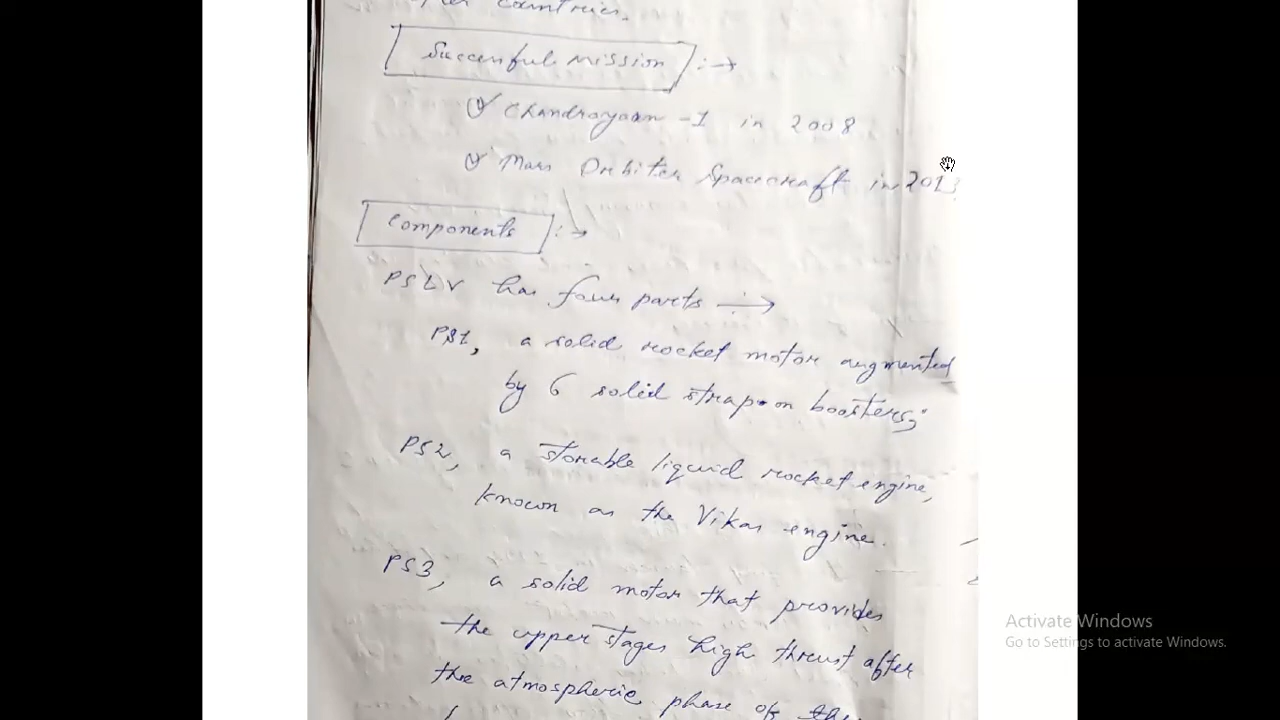 countries.
Successful mission :→
Chandrayaan -1 in 2008
Mars Orbiter Spacecraft in 2013
Components :→
PSLV has four parts →
PS1, a solid rocket motor augmented
by 6 solid strap-on boosters;
PS2, a storable liquid rocket engine,
known as the Vikas engine.
PS3, a solid motor that provides
the upper stages high thrust after
the atmospheric phase of the
Activate Windows
Go to Settings to activate Windows.